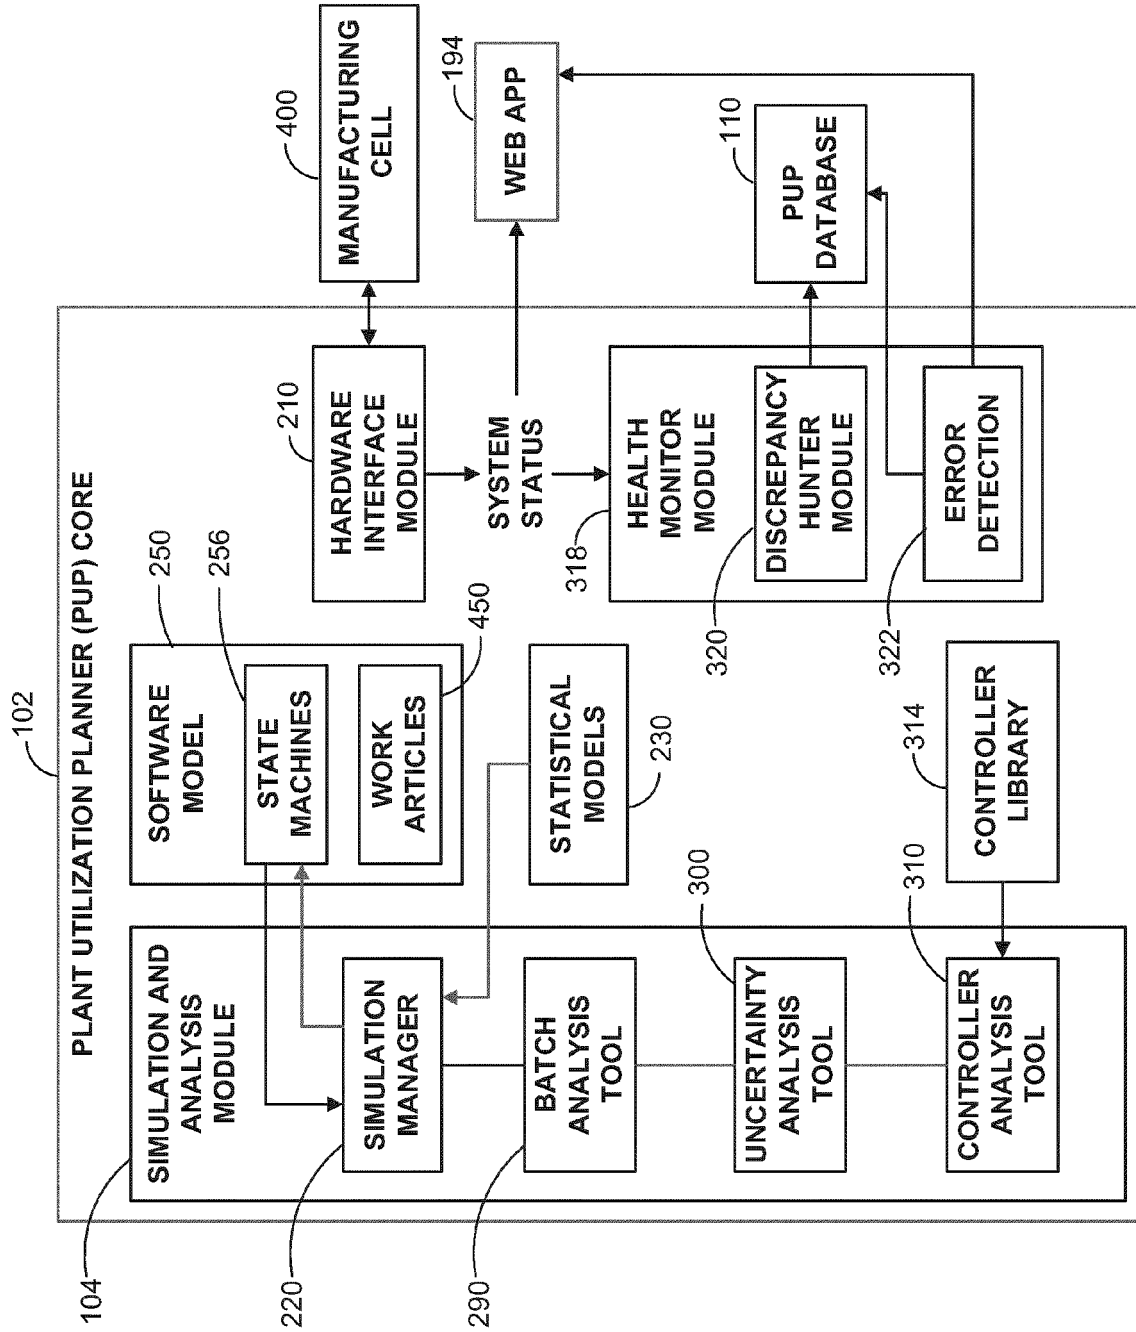 102
PLANT UTILIZATION PLANNER (PUP) CORE
104
SIMULATION AND
ANALYSIS
MODULE
220
SIMULATION
MANAGER
290
BATCH
ANALYSIS
TOOL
300
UNCERTAINTY
ANALYSIS
TOOL
310
CONTROLLER
ANALYSIS
TOOL
250
SOFTWARE
MODEL
256
STATE
MACHINES
450
WORK
ARTICLES
STATISTICAL
MODELS
230
314
CONTROLLER
LIBRARY
210
HARDWARE
INTERFACE
MODULE
SYSTEM
STATUS
318
HEALTH
MONITOR
MODULE
320
DISCREPANCY
HUNTER
MODULE
322
ERROR
DETECTION
400
MANUFACTURING
CELL
194
WEB APP
110
PUP
DATABASE